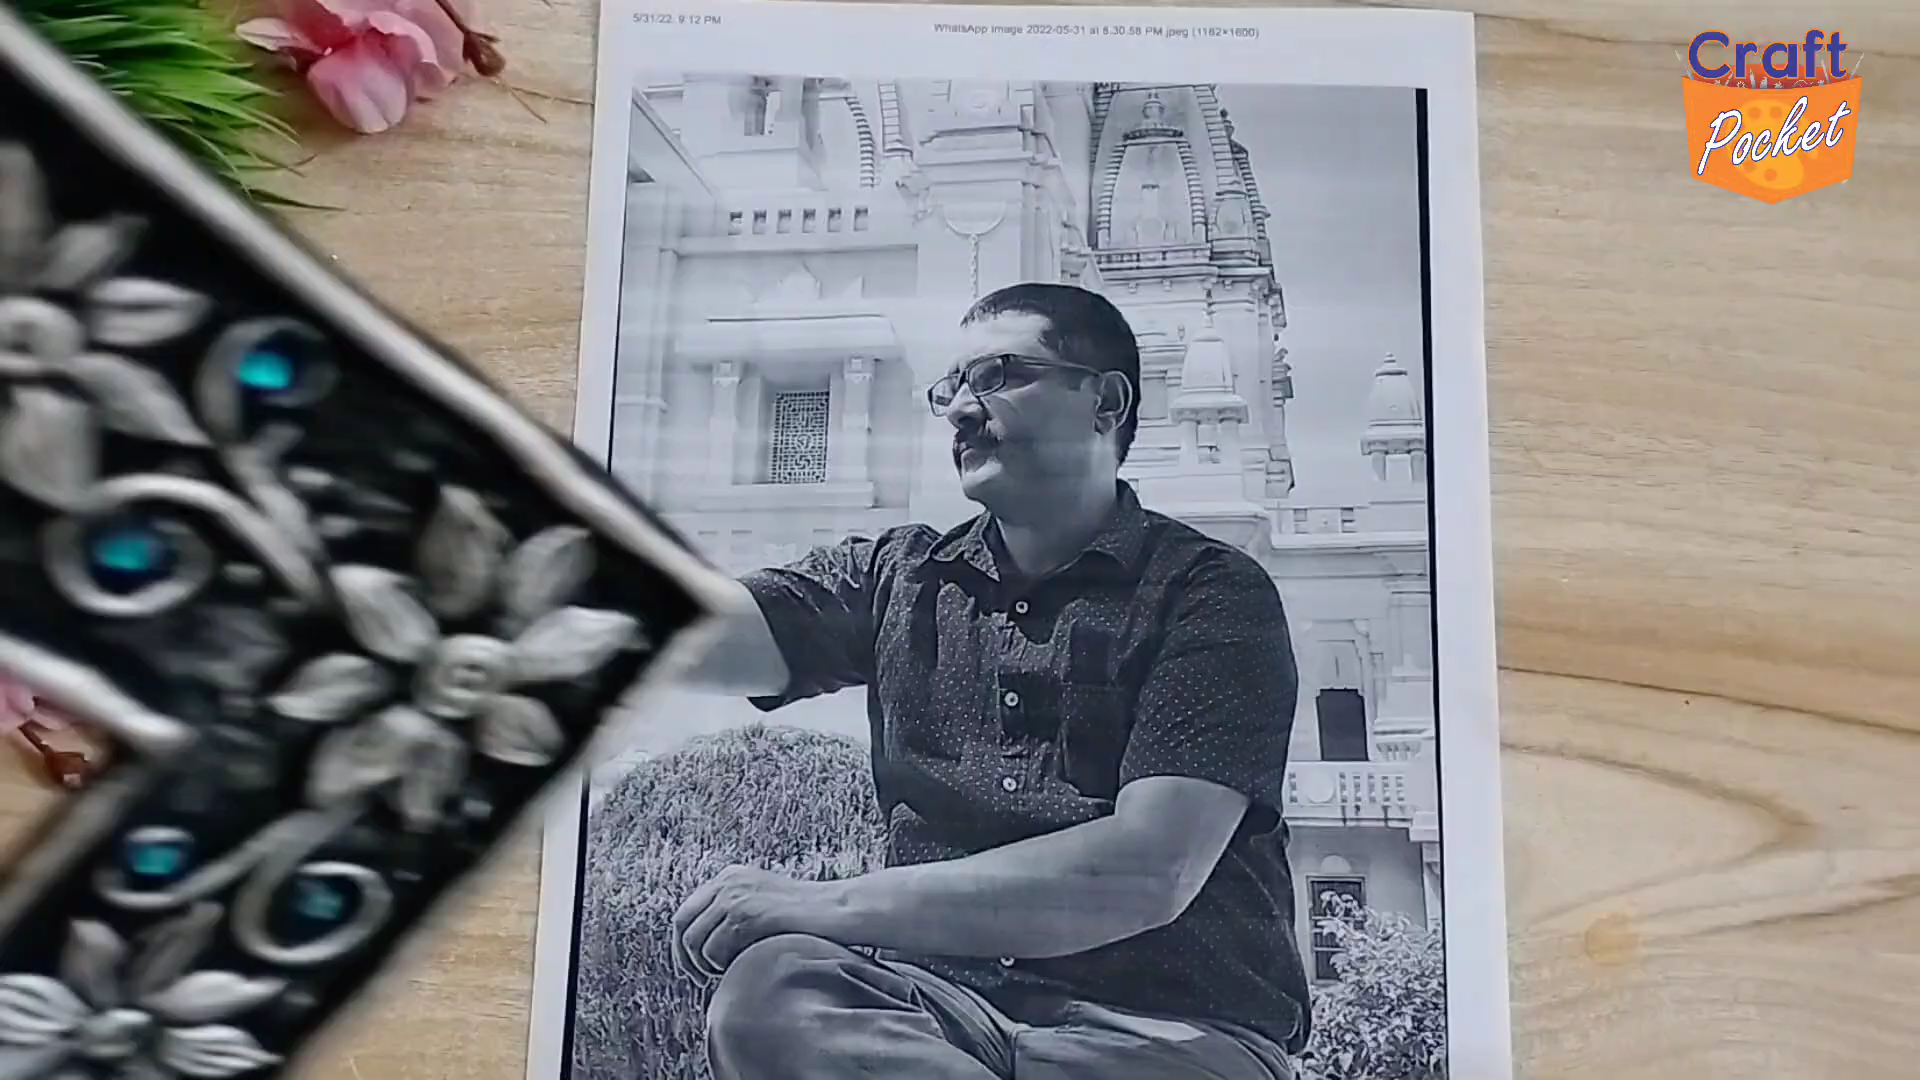 5/31/22, 9:12 PM
WhatsApp Image 2022-05-31 at 8.30.58 PM.jpeg (1182×1600)
Craft
Pocket